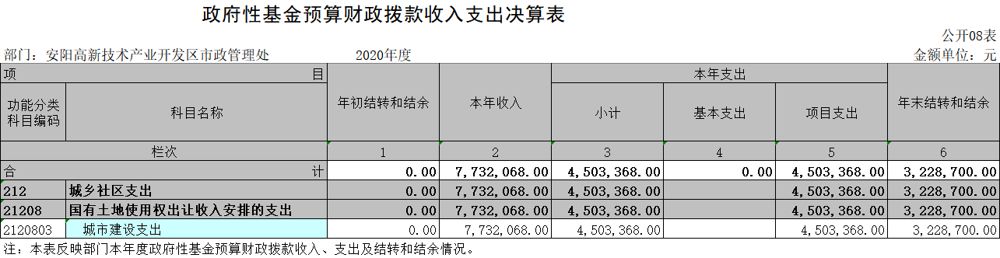 政府性基金预算财政拨款收入支出决算表
公开08表
部门：安阳高新技术产业开发区市政管理处 2020年度 金额单位：元
项 目 年初结转和结余 本年收入 本年支出 年末结转和结余
功能分类科目编码 科目名称 小计 基本支出 项目支出
栏次 1 2 3 4 5 6
合 计 0.00 7,732,068.00 4,503,368.00 0.00 4,503,368.00 3,228,700.00
212 城乡社区支出 0.00 7,732,068.00 4,503,368.00 4,503,368.00 3,228,700.00
21208 国有土地使用权出让收入安排的支出 0.00 7,732,068.00 4,503,368.00 4,503,368.00 3,228,700.00
2120803 城市建设支出 0.00 7,732,068.00 4,503,368.00 4,503,368.00 3,228,700.00
注：本表反映部门本年度政府性基金预算财政拨款收入、支出及结转和结余情况。